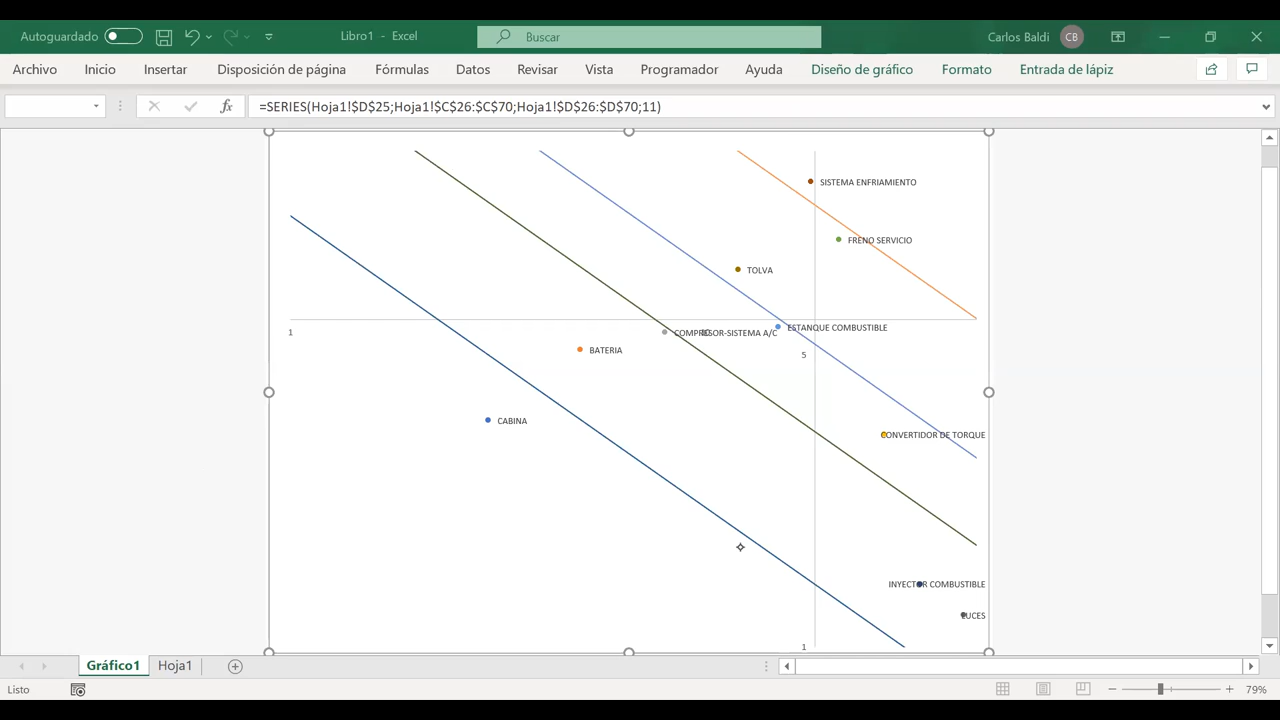 Autoguardado
Libro1 - Excel
Buscar
Carlos Baldi CB
Archivo Inicio Insertar Disposición de página Fórmulas Datos Revisar Vista Programador Ayuda Diseño de gráfico Formato Entrada de lápiz
fx =SERIES(Hoja1!$D$25;Hoja1!$C$26:$C$70;Hoja1!$D$26:$D$70;11)
SISTEMA ENFRIAMIENTO
FRENO SERVICIO
TOLVA
ESTANQUE COMBUSTIBLE
1
SOR-SISTEMA A/C
BATERIA
5
CABINA
CONVERTIDOR DE TORQUE
INYECTOR COMBUSTIBLE
LUCES
1
Gráfico1 Hoja1
Listo
79%